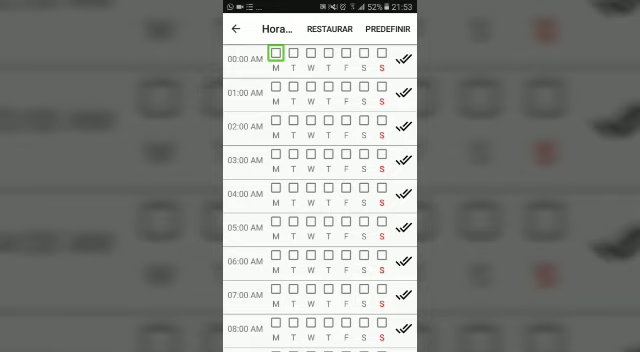 52% 21:53
Hora... RESTAURAR PREDEFINIR
00:00 AM
M T W T F S S
01:00 AM
M T W T F S S
02:00 AM
M T W T F S S
03:00 AM
M T W T F S S
04:00 AM
M T W T F S S
05:00 AM
M T W T F S S
06:00 AM
M T W T F S S
07:00 AM
M T W T F S S
08:00 AM
M T W T F S S